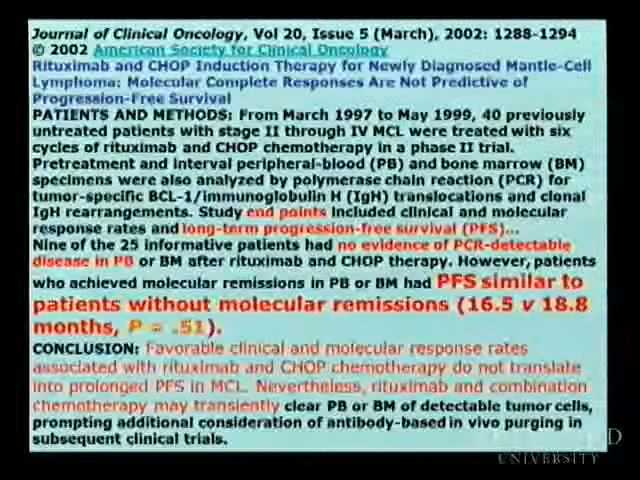 Journal of Clinical Oncology, Vol 20, Issue 5 (March), 2002: 1288-1294
© 2002 American Society for Clinical Oncology
Rituximab and CHOP Induction Therapy for Newly Diagnosed Mantle-Cell
Lymphoma: Molecular Complete Responses Are Not Predictive of
Progression-Free Survival
PATIENTS AND METHODS: From March 1997 to May 1999, 40 previously
untreated patients with stage II through IV MCL were treated with six
cycles of rituximab and CHOP chemotherapy in a phase II trial.
Pretreatment and interval peripheral-blood (PB) and bone marrow (BM)
specimens were also analyzed by polymerase chain reaction (PCR) for
tumor-specific BCL-1/immunoglobulin H (IgH) translocations and clonal
IgH rearrangements. Study end points included clinical and molecular
response rates and long-term progression-free survival (PFS)...
Nine of the 25 informative patients had no evidence of PCR-detectable
disease in PB or BM after rituximab and CHOP therapy. However, patients
who achieved molecular remissions in PB or BM had PFS similar to
patients without molecular remissions (16.5 v 18.8
months, P = .51).
CONCLUSION: Favorable clinical and molecular response rates
associated with rituximab and CHOP chemotherapy do not translate
into prolonged PFS in MCL. Nevertheless, rituximab and combination
chemotherapy may transiently clear PB or BM of detectable tumor cells,
prompting additional consideration of antibody-based in vivo purging in
subsequent clinical trials.
UNIVERSITY